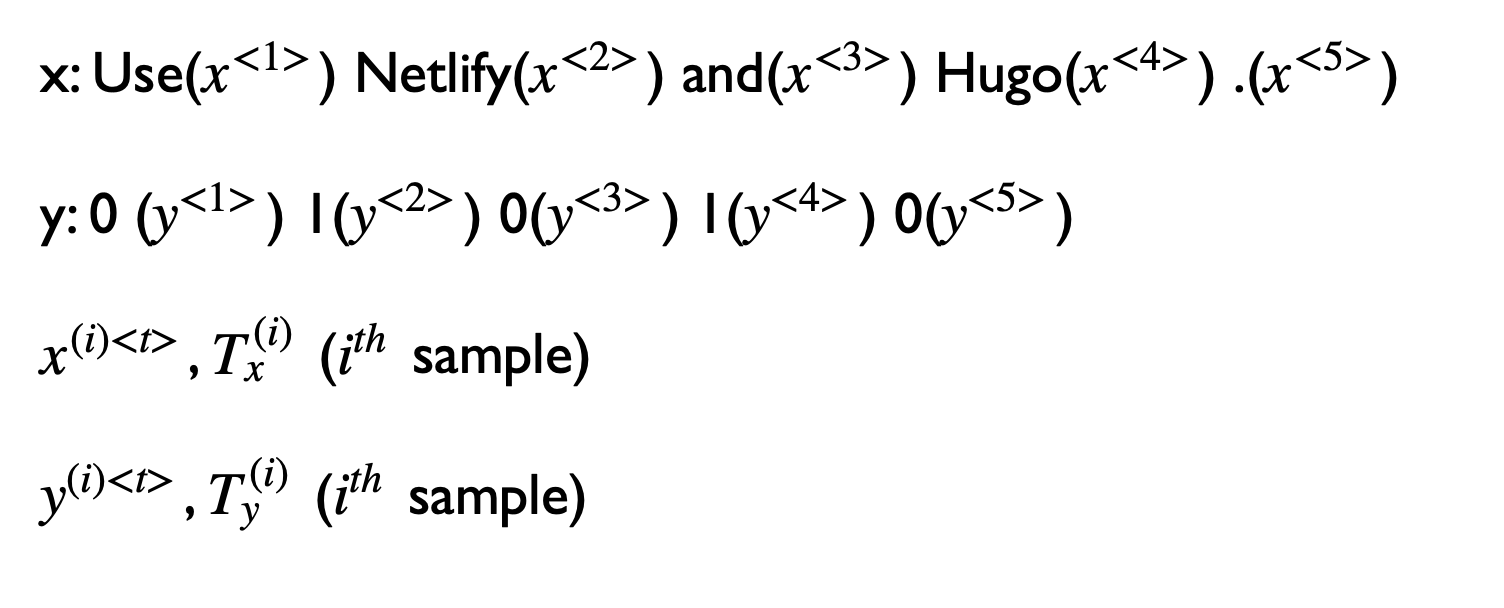 x: Use(x^{<1>}) Netlify(x^{<2>}) and(x^{<3>}) Hugo(x^{<4>}) .(x^{<5>})
y: 0 (y^{<1>}) 1(y^{<2>}) 0(y^{<3>}) 1(y^{<4>}) 0(y^{<5>})
x^{(i)<t>}, T_x^{(i)} (i^{th} sample)
y^{(i)<t>}, T_y^{(i)} (i^{th} sample)